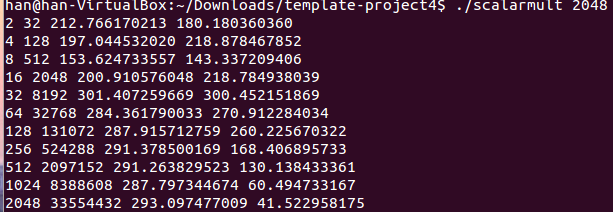 han@han-VirtualBox:~/Downloads/template-project4$ ./scalarmult 2048
2 32 212.766170213 180.180360360
4 128 197.044532020 218.878467852
8 512 153.624733557 143.337209406
16 2048 200.910576048 218.784938039
32 8192 301.407259669 300.452151869
64 32768 284.361790033 270.912284034
128 131072 287.915712759 260.225670322
256 524288 291.378500169 168.406895733
512 2097152 291.263829523 130.138433361
1024 8388608 287.797344674 60.494733167
2048 33554432 293.097477009 41.522958175